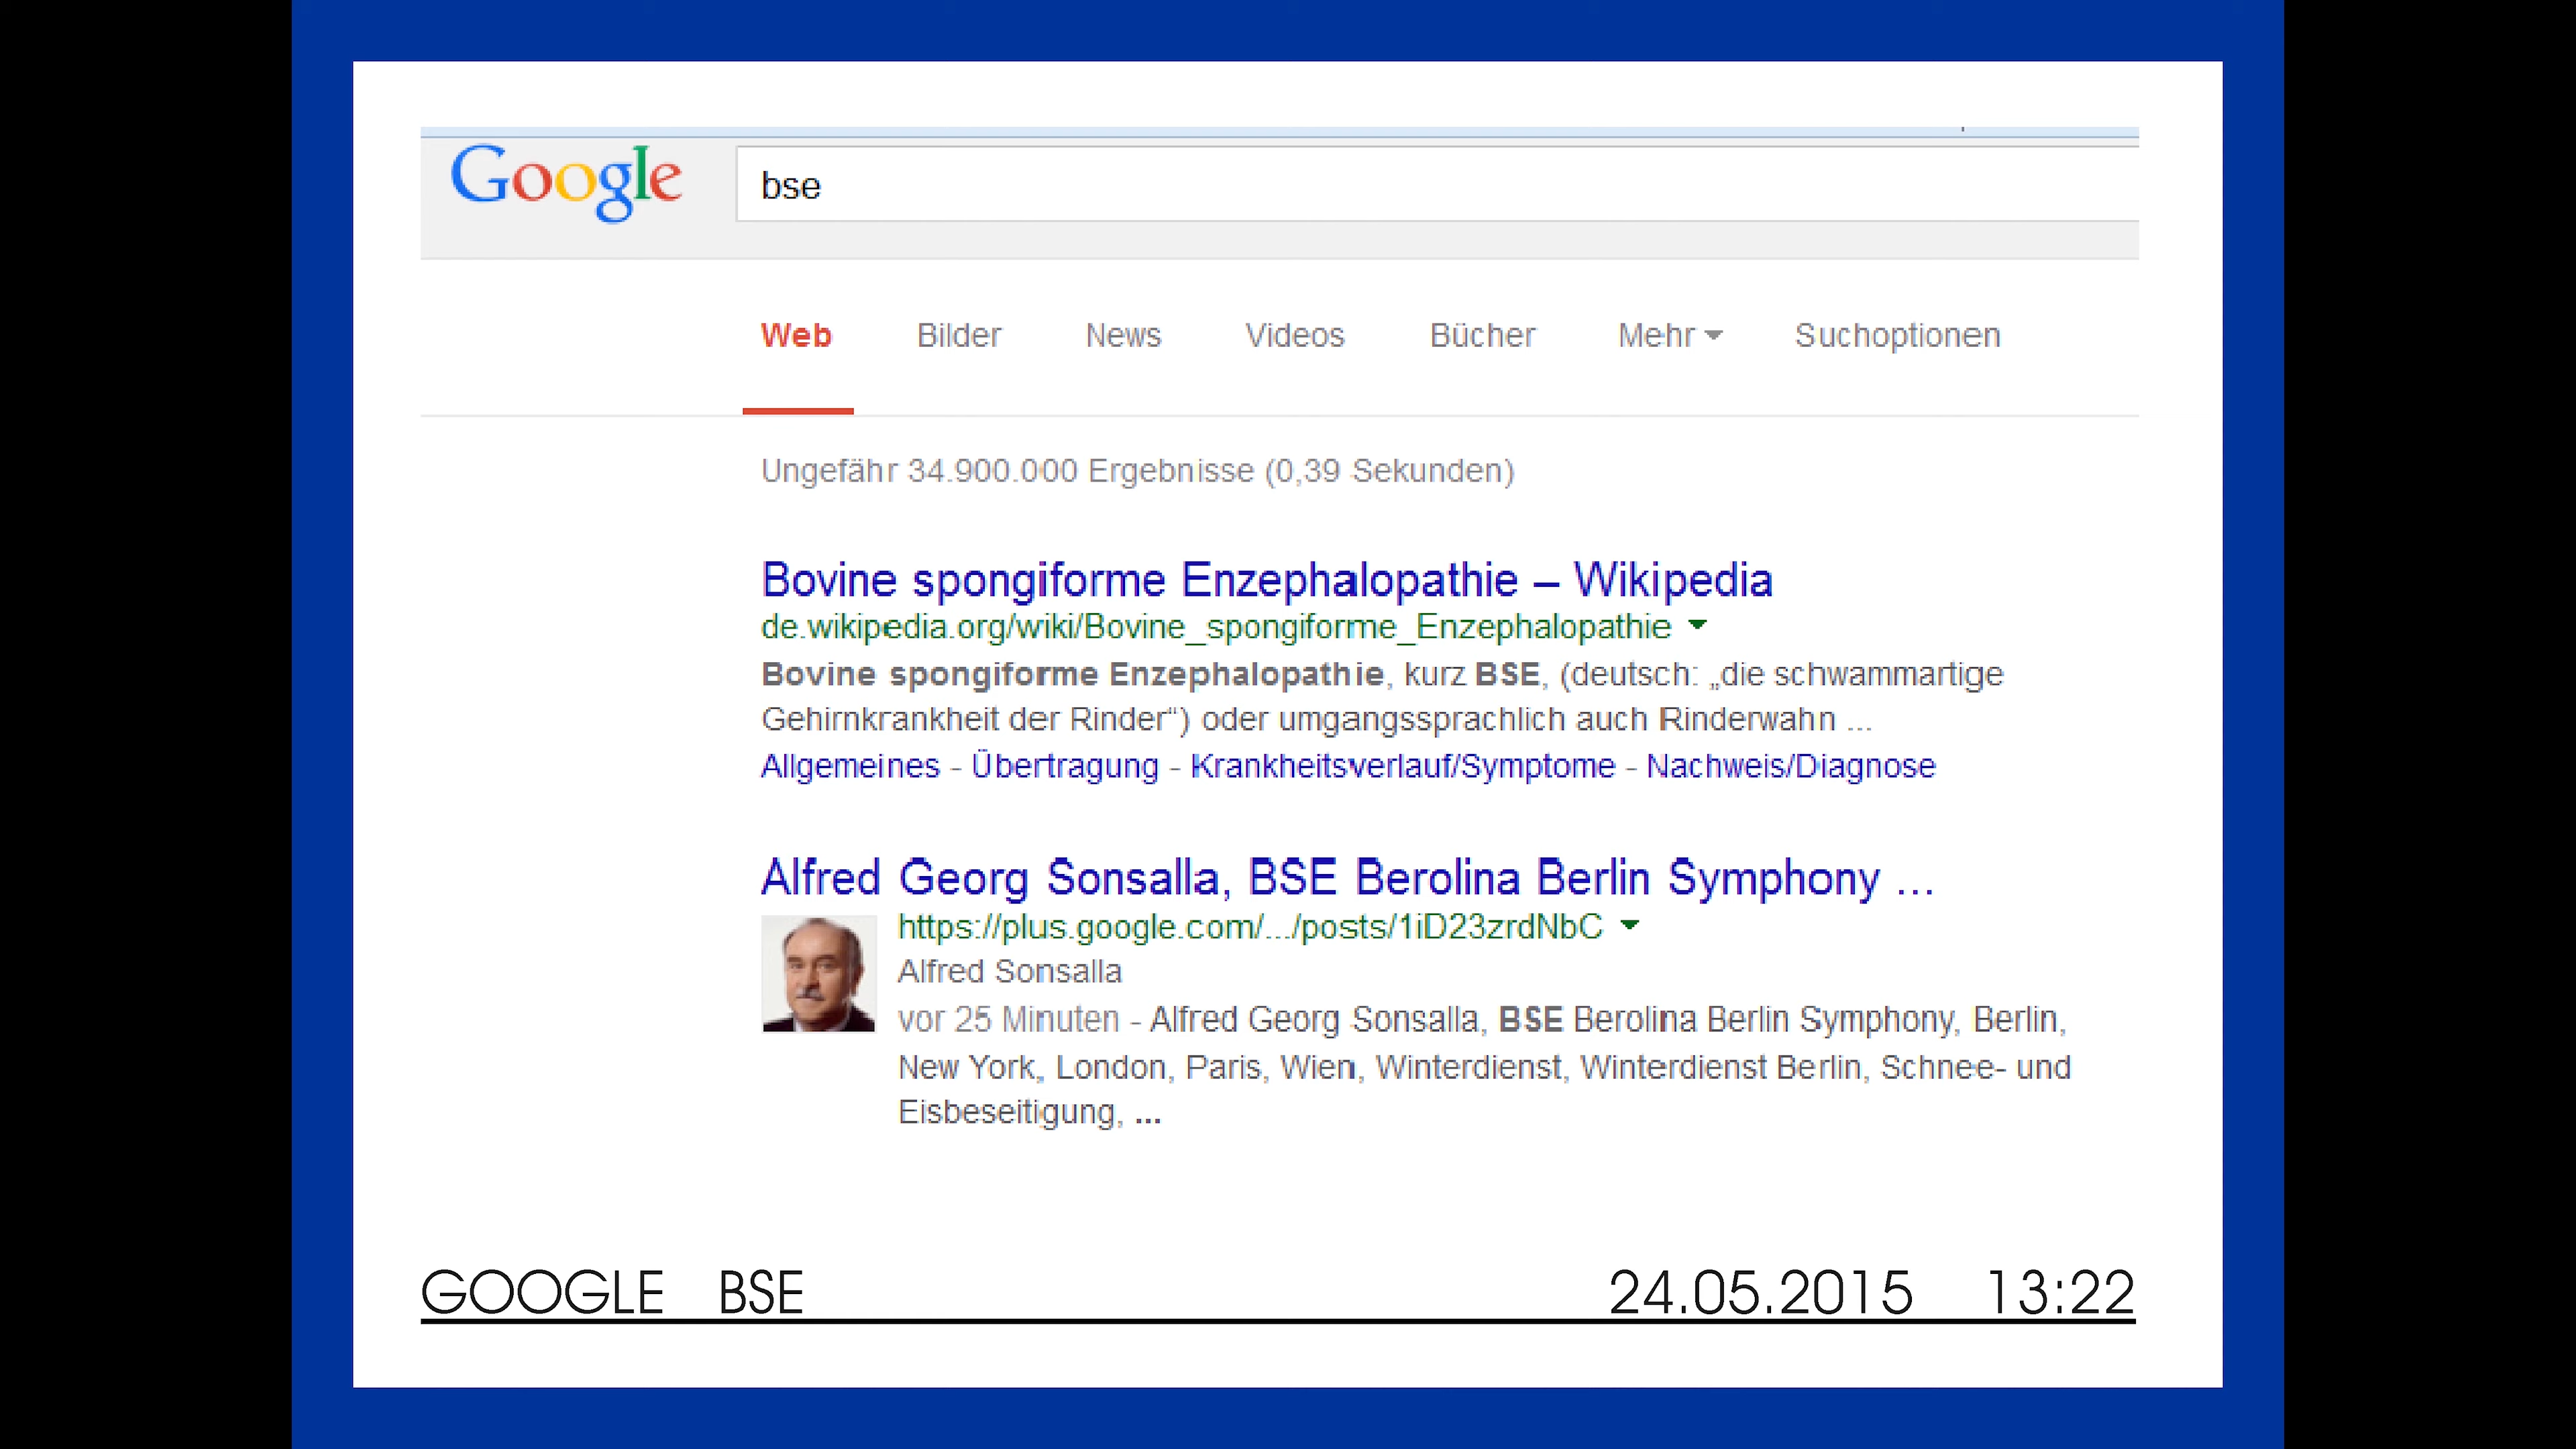 Google bse
Web Bilder News Videos Bücher Mehr Suchoptionen
Ungefähr 34.900.000 Ergebnisse (0,39 Sekunden)
Bovine spongiforme Enzephalopathie – Wikipedia
de.wikipedia.org/wiki/Bovine_spongiforme_Enzephalopathie
Bovine spongiforme Enzephalopathie, kurz BSE, (deutsch: „die schwammartige
Gehirnkrankheit der Rinder“) oder umgangssprachlich auch Rinderwahn ...
Allgemeines - Übertragung - Krankheitsverlauf/Symptome - Nachweis/Diagnose
Alfred Georg Sonsalla, BSE Berolina Berlin Symphony ...
https://plus.google.com/.../posts/1iD23zrdNbC
Alfred Sonsalla
vor 25 Minuten - Alfred Georg Sonsalla, BSE Berolina Berlin Symphony, Berlin,
New York, London, Paris, Wien, Winterdienst, Winterdienst Berlin, Schnee- und
Eisbeseitigung, ...
GOOGLE BSE 24.05.2015 13:22